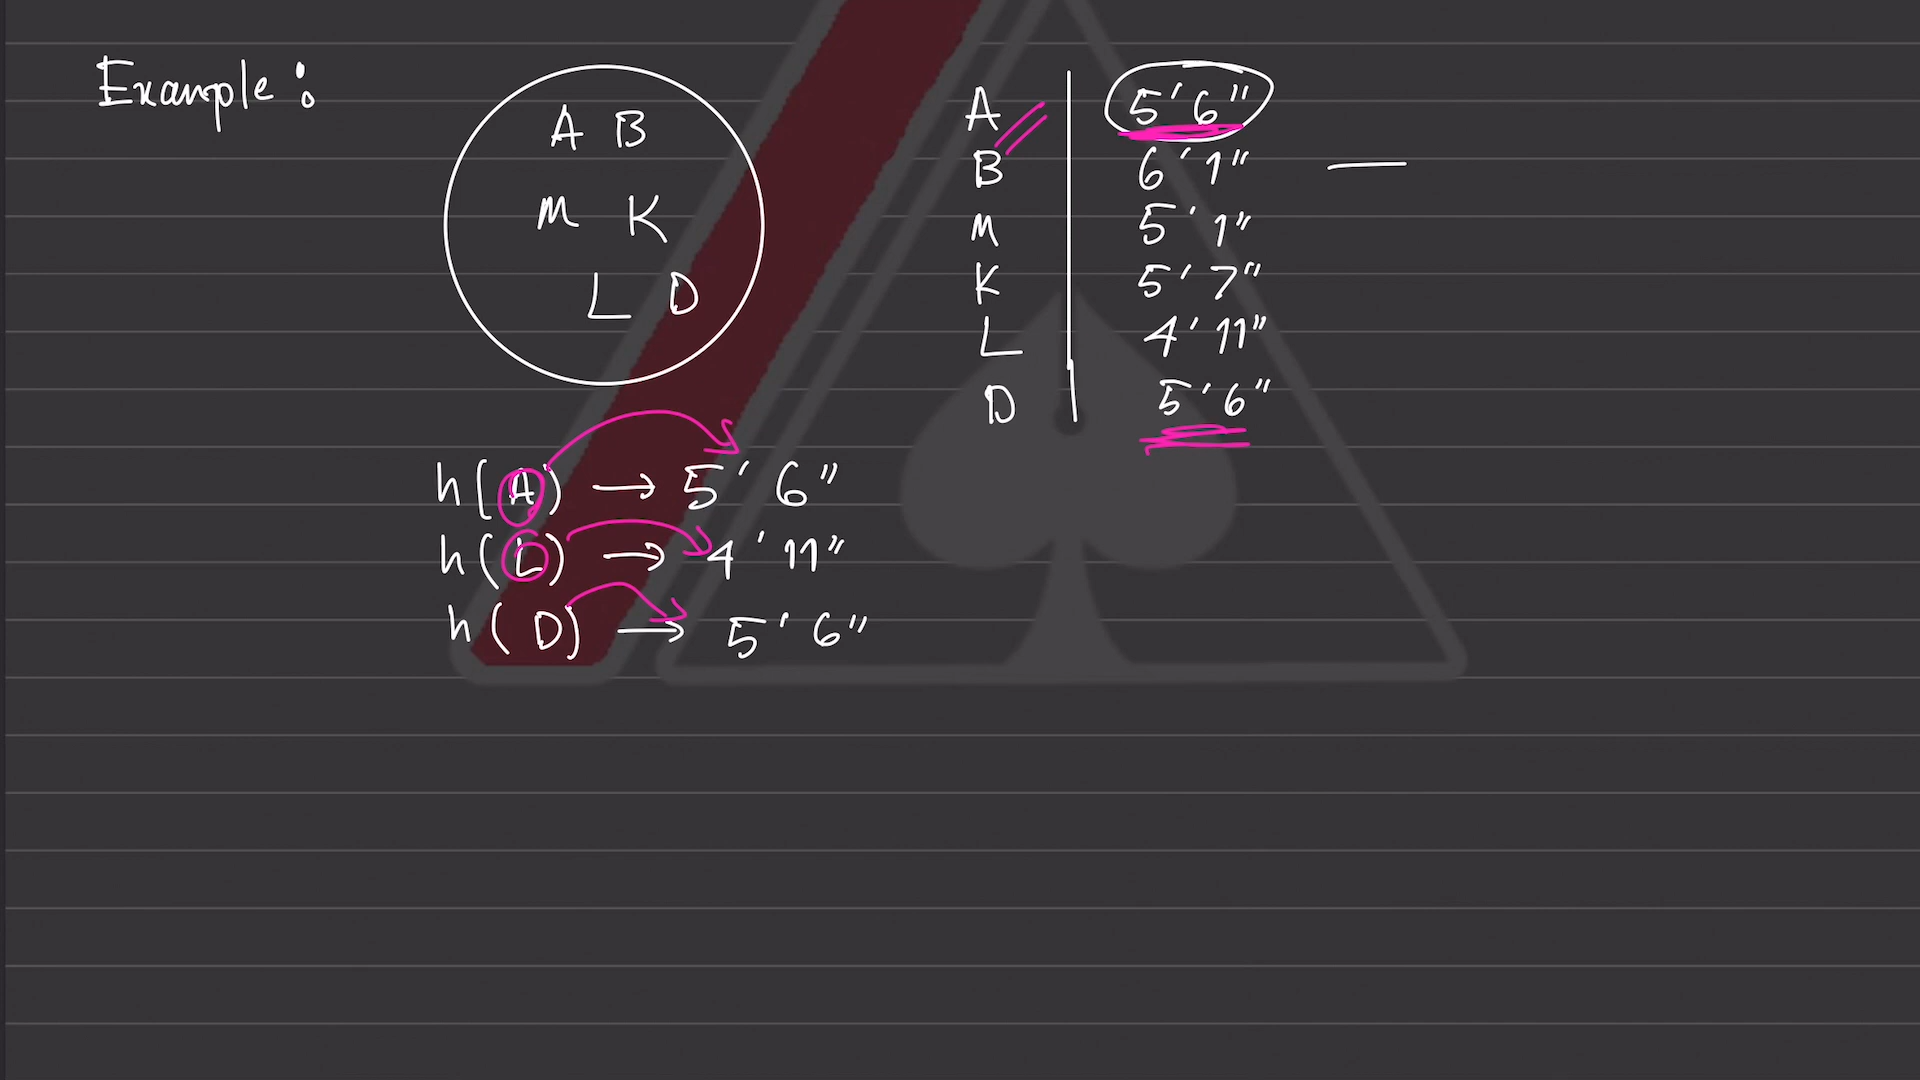 Example :
A B
M K
L D
A | 5' 6"
B | 6' 1" —
M | 5' 1"
K | 5' 7"
L | 4' 11"
D | 5' 6"
h(A) → 5' 6"
h(L) → 4' 11"
h(D) → 5' 6"